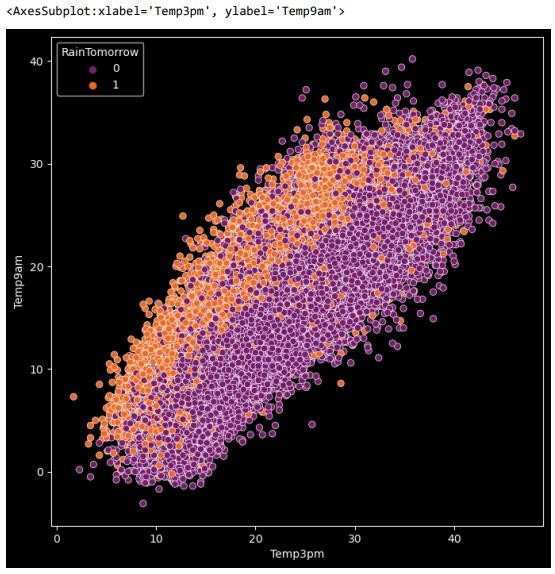 <AxesSubplot:xlabel='Temp3pm', ylabel='Temp9am'>
RainTomorrow
0
1
40
30
20
10
0
Temp9am
0 10 20 30 40
Temp3pm